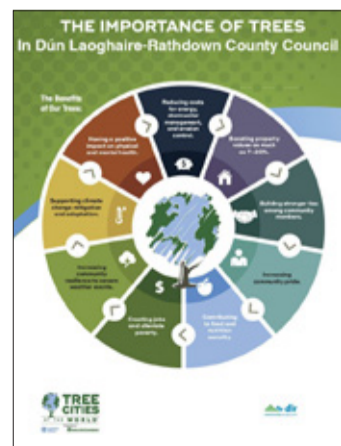 THE IMPORTANCE OF TREES
In Dún Laoghaire-Rathdown County Council
The Benefits
of Our Trees:
Reducing costs
for energy,
stormwater
management,
and erosion
control.
Boosting property
values as much
as
Building stronger ties
among community
members.
Increasing
community pride.
Contributing
to food and
nutrition
security.
Creating jobs
and alleviate
poverty.
Increasing
community
resilience to severe
weather events.
Supporting climate
change mitigation
and adaptation.
Having a positive
impact on physical
and mental health.
TREE
CITIES
OF THE WORLD
dlr